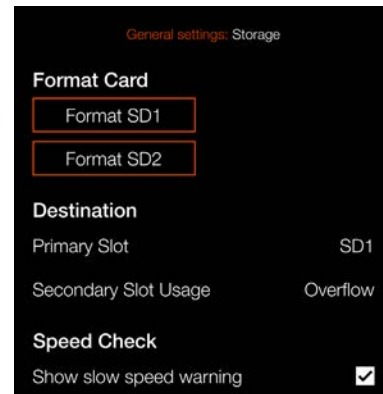 General settings: Storage
Format Card
Format SD1
Format SD2
Destination
Primary Slot SD1
Secondary Slot Usage Overflow
Speed Check
Show slow speed warning